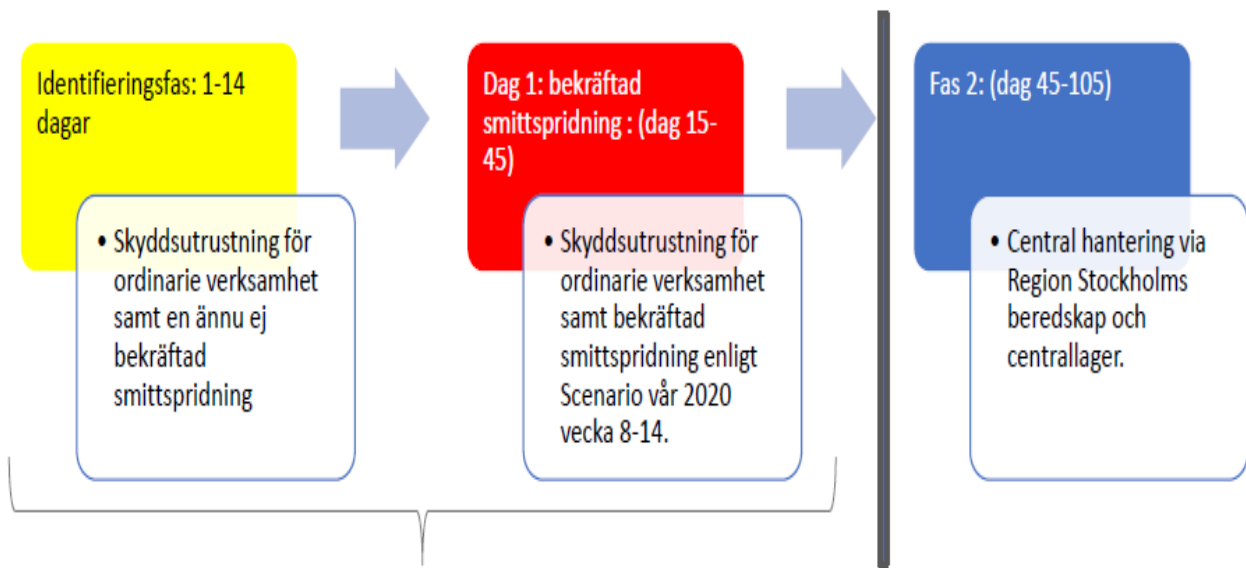 Identifieringsfas: 1-14
dagar
• Skyddsutrustning för
ordinarie verksamhet
samt en ännu ej
bekräftad
smittspridning
Dag 1: bekräftad
smittspridning : (dag 15-
45)
• Skyddsutrustning för
ordinarie verksamhet
samt bekräftad
smittspridning enligt
Scenario vår 2020
vecka 8-14.
Fas 2: (dag 45-105)
• Central hantering via
Region Stockholms
beredskap och
centrallager.